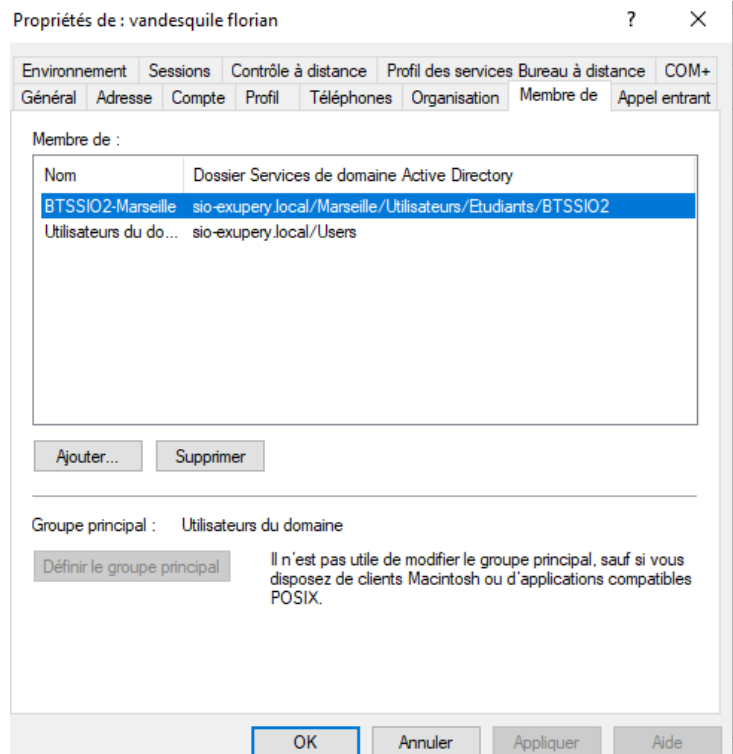 Propriétés de : vandesquile florian ? ×
Environnement Sessions Contrôle à distance Profil des services Bureau à distance COM+
Général Adresse Compte Profil Téléphones Organisation Membre de Appel entrant
Membre de :
Nom Dossier Services de domaine Active Directory
BTSSIO2-Marseille sio-exupery.local/Marseille/Utilisateurs/Etudiants/BTSSIO2
Utilisateurs du do... sio-exupery.local/Users
Ajouter... Supprimer
Groupe principal : Utilisateurs du domaine
Définir le groupe principal
Il n'est pas utile de modifier le groupe principal, sauf si vous
disposez de clients Macintosh ou d'applications compatibles
POSIX.
OK Annuler Appliquer Aide